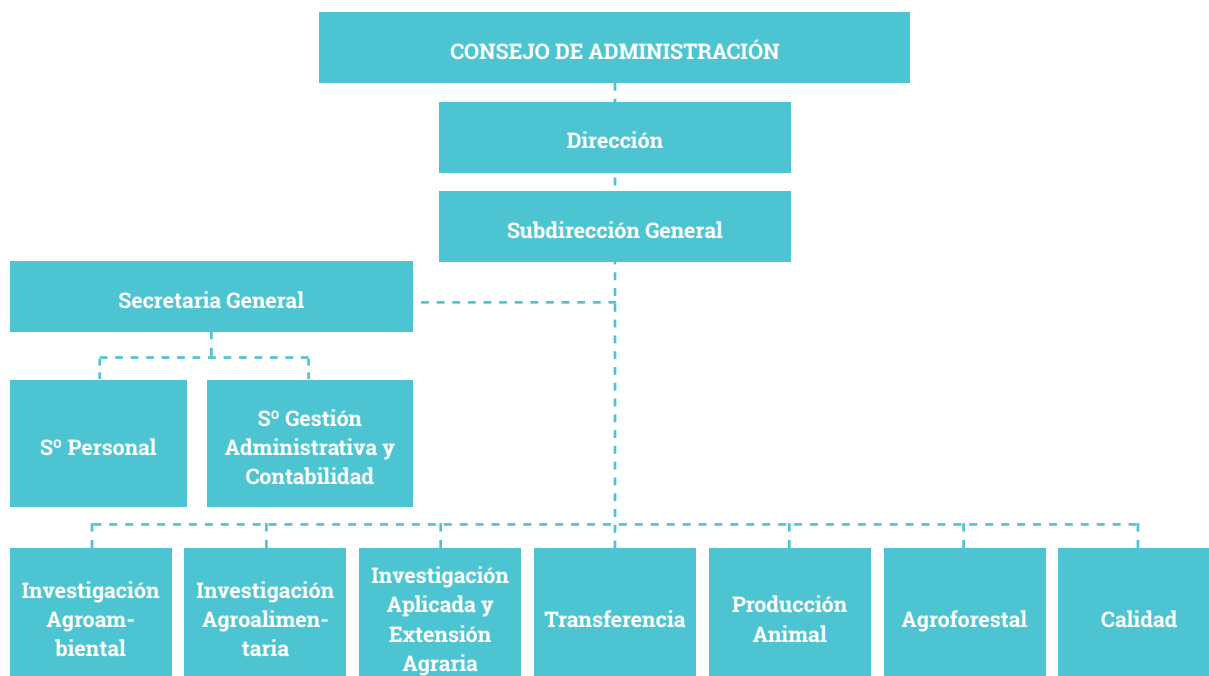 CONSEJO DE ADMINISTRACIÓN
Dirección
Subdirección General
Secretaria General
Sº Personal
Sº Gestión
Administrativa y
Contabilidad
Investigación
Agroam-
biental
Investigación
Agroalimen-
taria
Investigación
Aplicada y
Extensión
Agraria
Transferencia
Producción
Animal
Agroforestal
Calidad